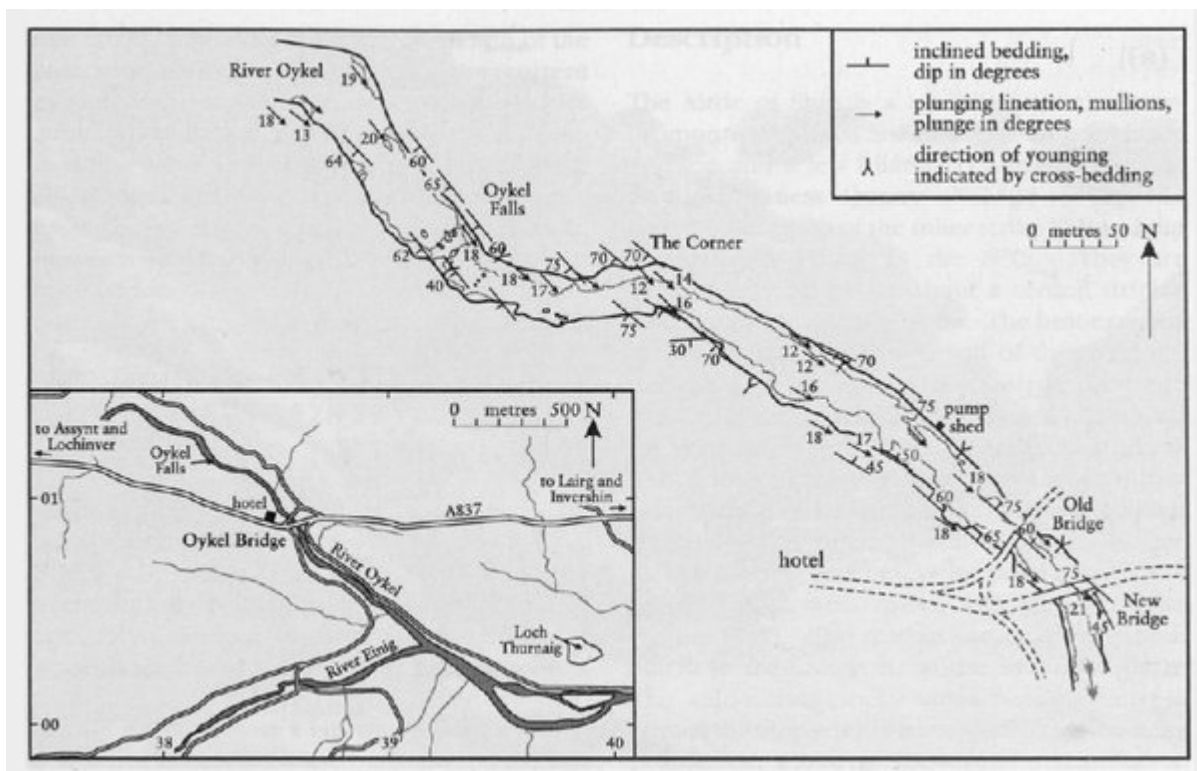 River Oykel
19
18
13
20
64
60
65
Oykel
Falls
62
18
60
40
18
17
75
70
70
The Corner
12
14
16
75
30
70
12
12
70
16
75
pump
shed
18
17
45
50
18
75
60
18
65
60
Old
Bridge
hotel
18
75
21
45
New
Bridge
inclined bedding,
dip in degrees
plunging lineation, mullions,
plunge in degrees
direction of younging
indicated by cross-bedding
0 metres 50 N
0 metres 500 N
to Assynt and
Lochinver
Oykel
Falls
to Lairg and
Invershin
01
hotel
A837
Oykel Bridge
River Oykel
Loch
Thurnaig
River Einig
00
38
39
40